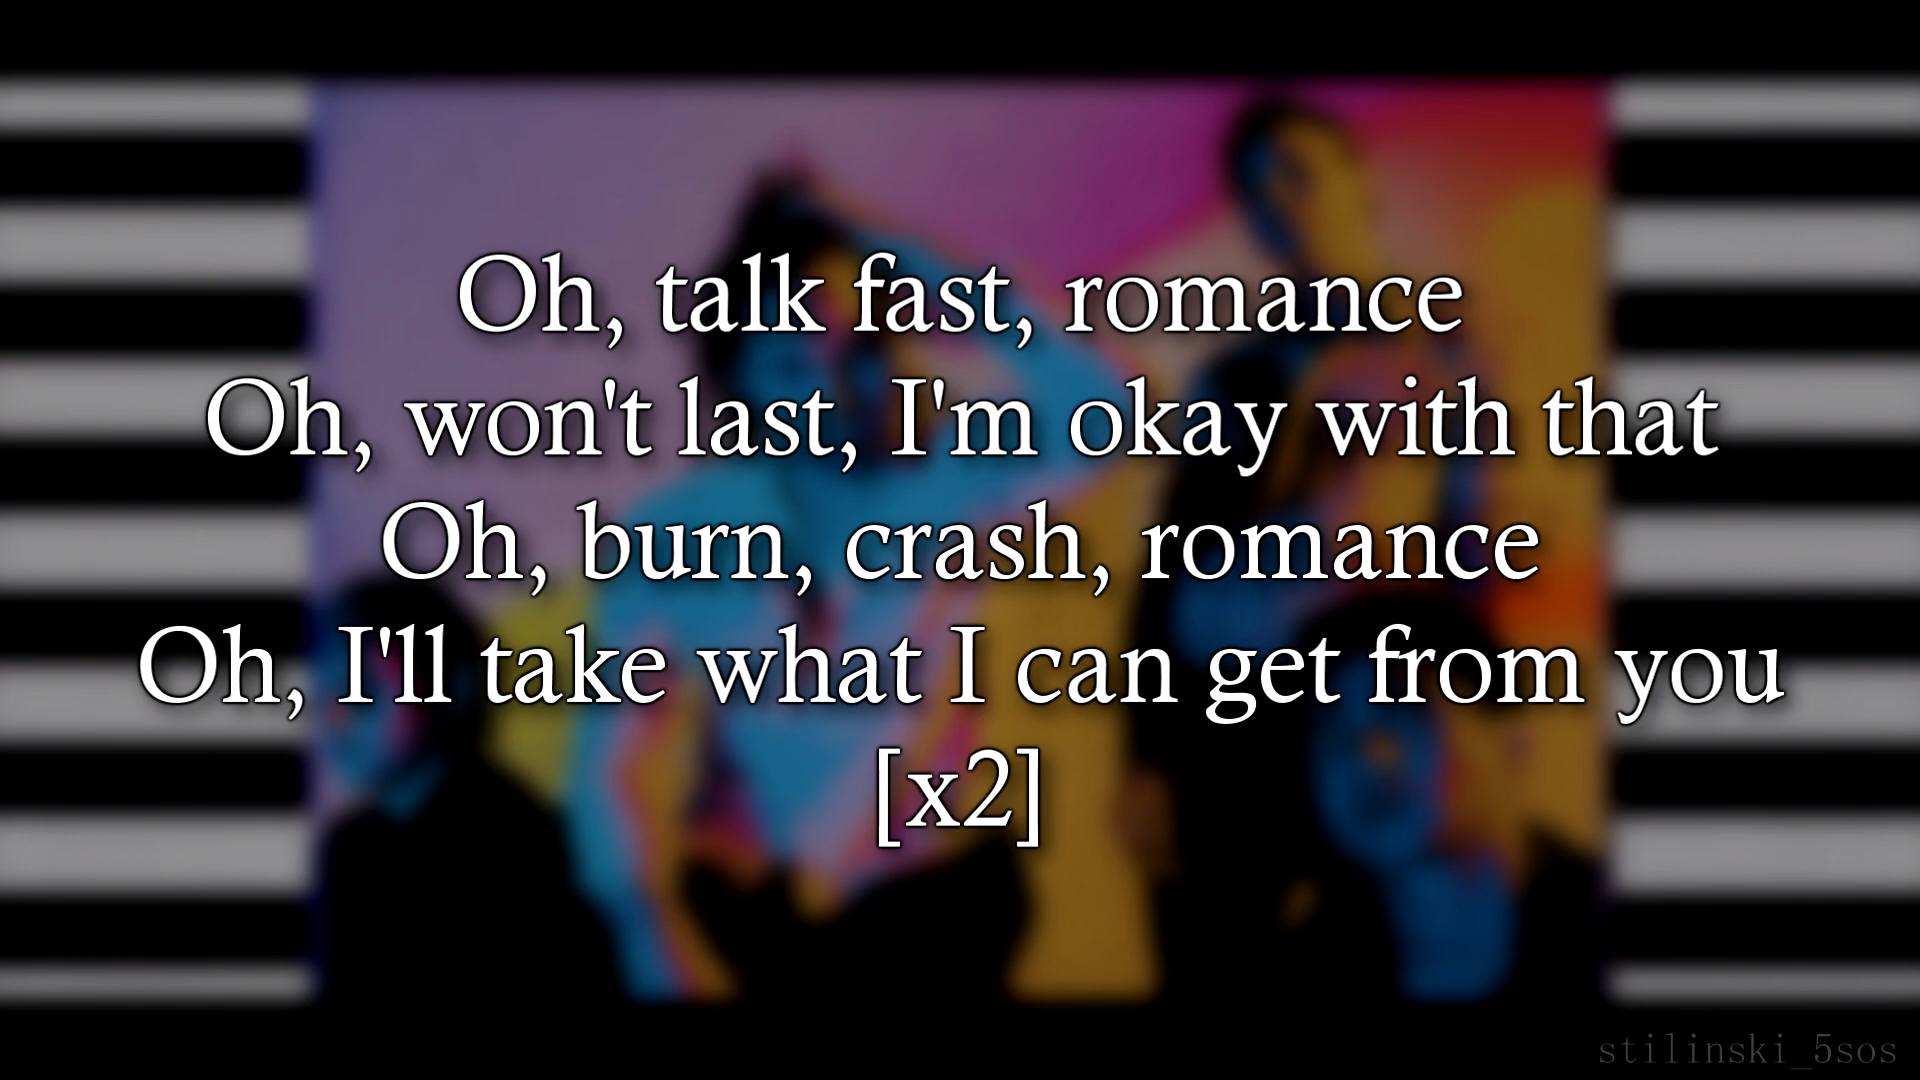 Oh, talk fast, romance
Oh, won't last, I'm okay with that
Oh, burn, crash, romance
Oh, I'll take what I can get from you
[x2]
stilinski_5sos